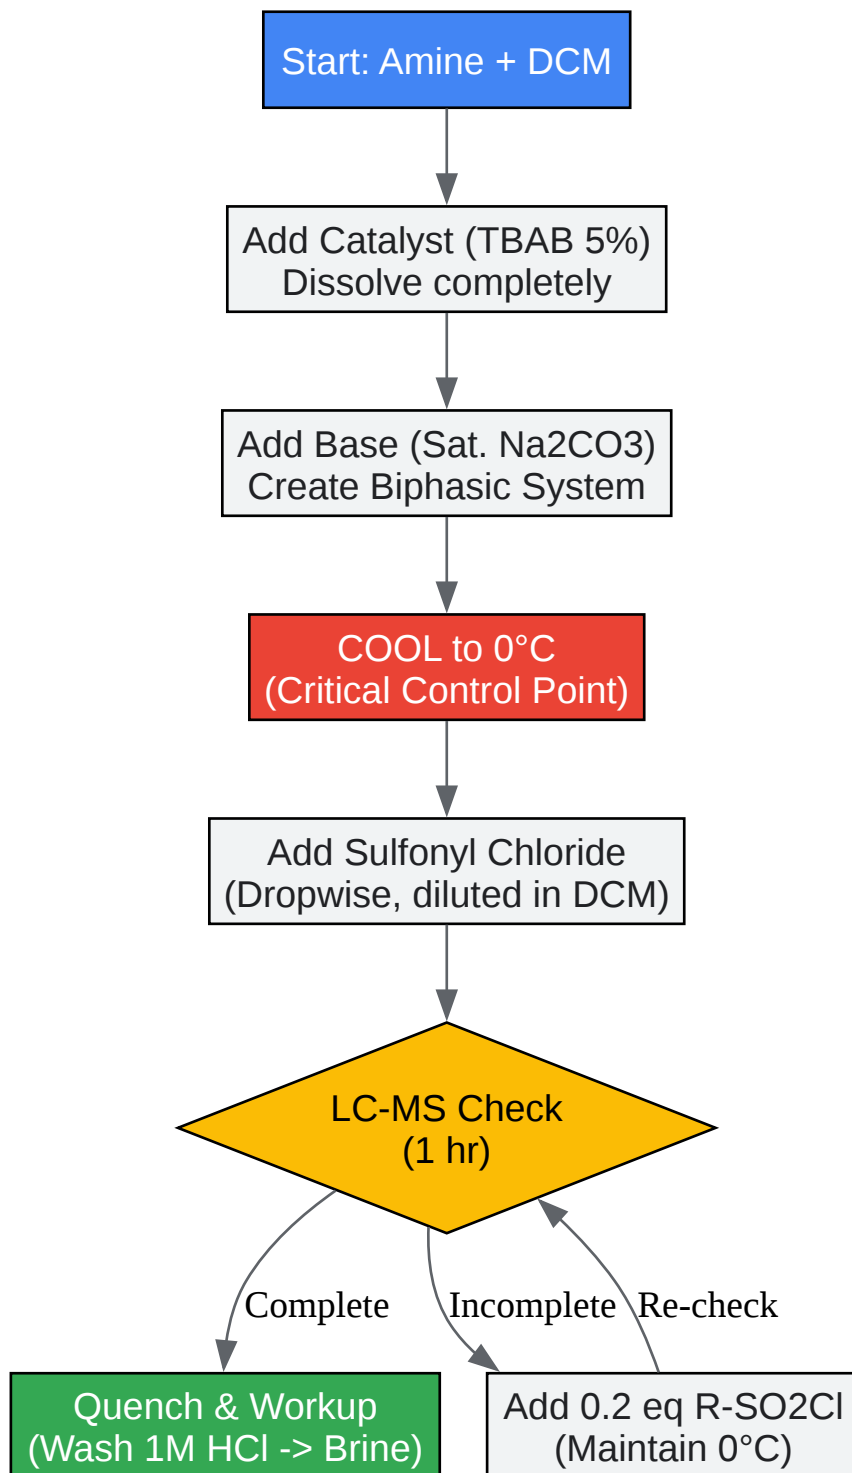 Start: Amine + DCM
Add Catalyst (TBAB 5%)
Dissolve completely
Add Base (Sat. Na2CO3)
Create Biphasic System
COOL to 0°C
(Critical Control Point)
Add Sulfonyl Chloride
(Dropwise, diluted in DCM)
LC-MS Check
(1 hr)
Complete
Incomplete
Re-check
Quench & Workup
(Wash 1M HCl -> Brine)
Add 0.2 eq R-SO2Cl
(Maintain 0°C)